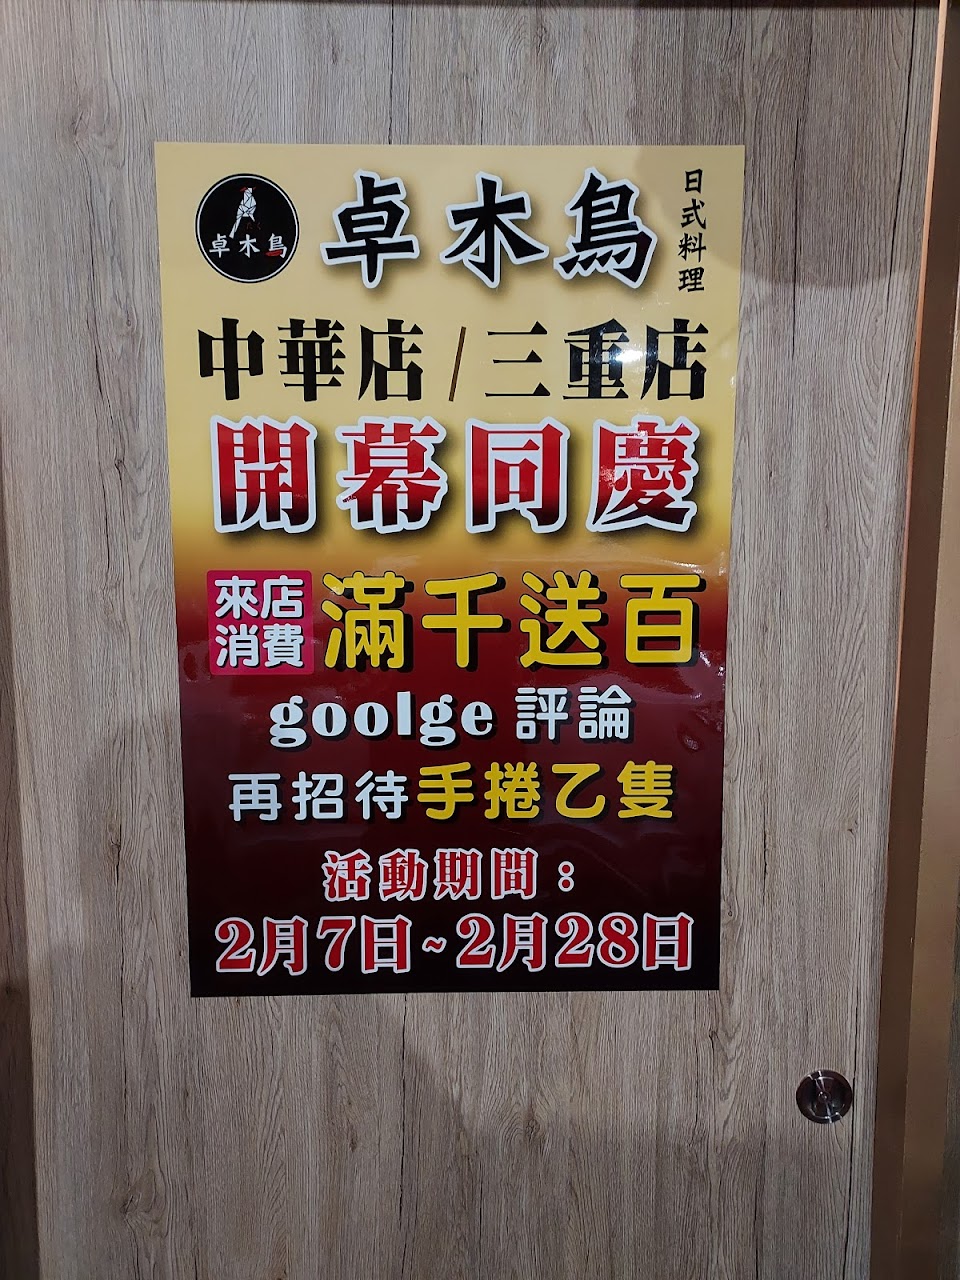 卓木鳥
卓木鳥
日式料理
中華店/三重店
開幕同慶
來店
消費
滿千送百
goolge 評論
再招待手捲乙隻
活動期間：
2月7日~2月28日